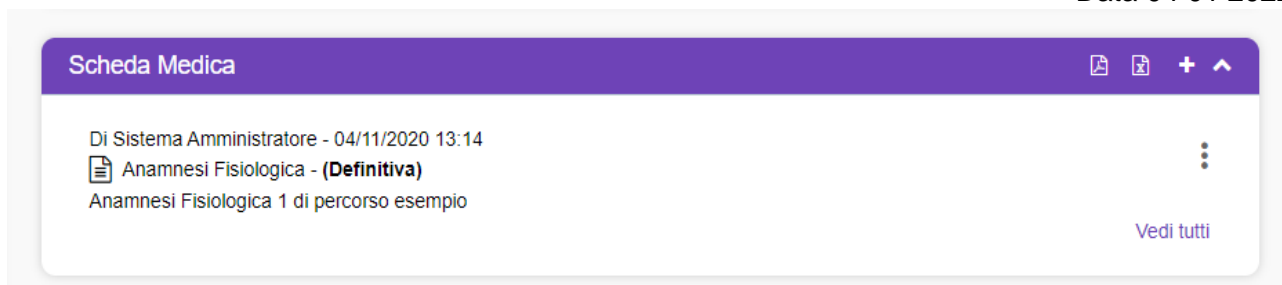 Scheda Medica
Di Sistema Amministratore - 04/11/2020 13:14
Anamnesi Fisiologica - (Definitiva)
Anamnesi Fisiologica 1 di percorso esempio
Vedi tutti